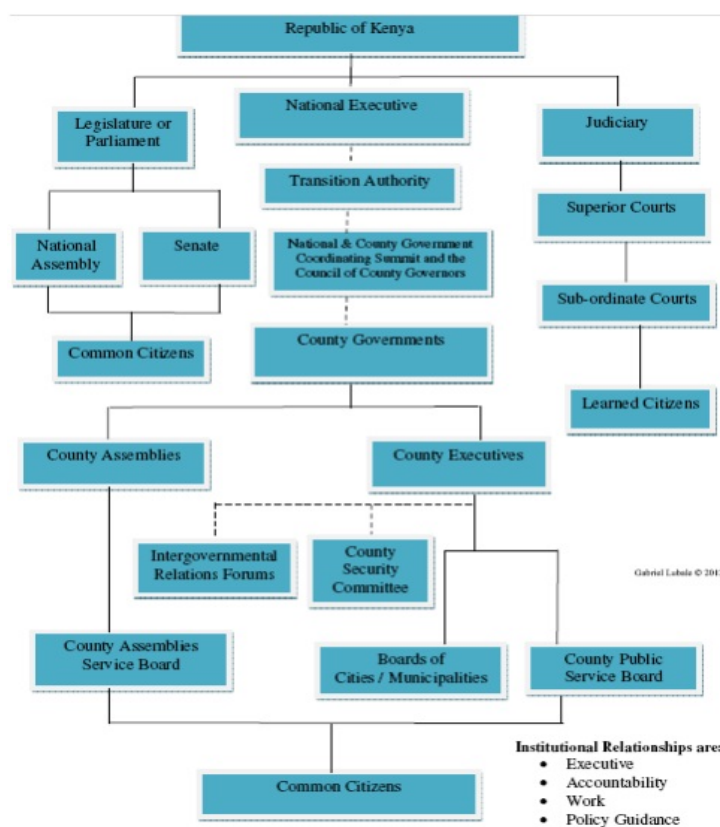 Republic of Kenya
Legislature or
Parliament
National Executive
Judiciary
Transition Authority
Superior Courts
National
Assembly
Senate
National & County Government
Coordinating Summit and the
Council of County Governors
Sub-ordinate Courts
Common Citizens
County Governments
Learned Citizens
County Assemblies
County Executives
Intergovernmental
Relations Forums
County
Security
Committee
Gabriel Lubale ©
County Assemblies
Service Board
Boards of
Cities / Municipalities
County Public
Service Board
Common Citizens
Institutional Relationships are:
• Executive
• Accountability
• Work
• Policy Guidance